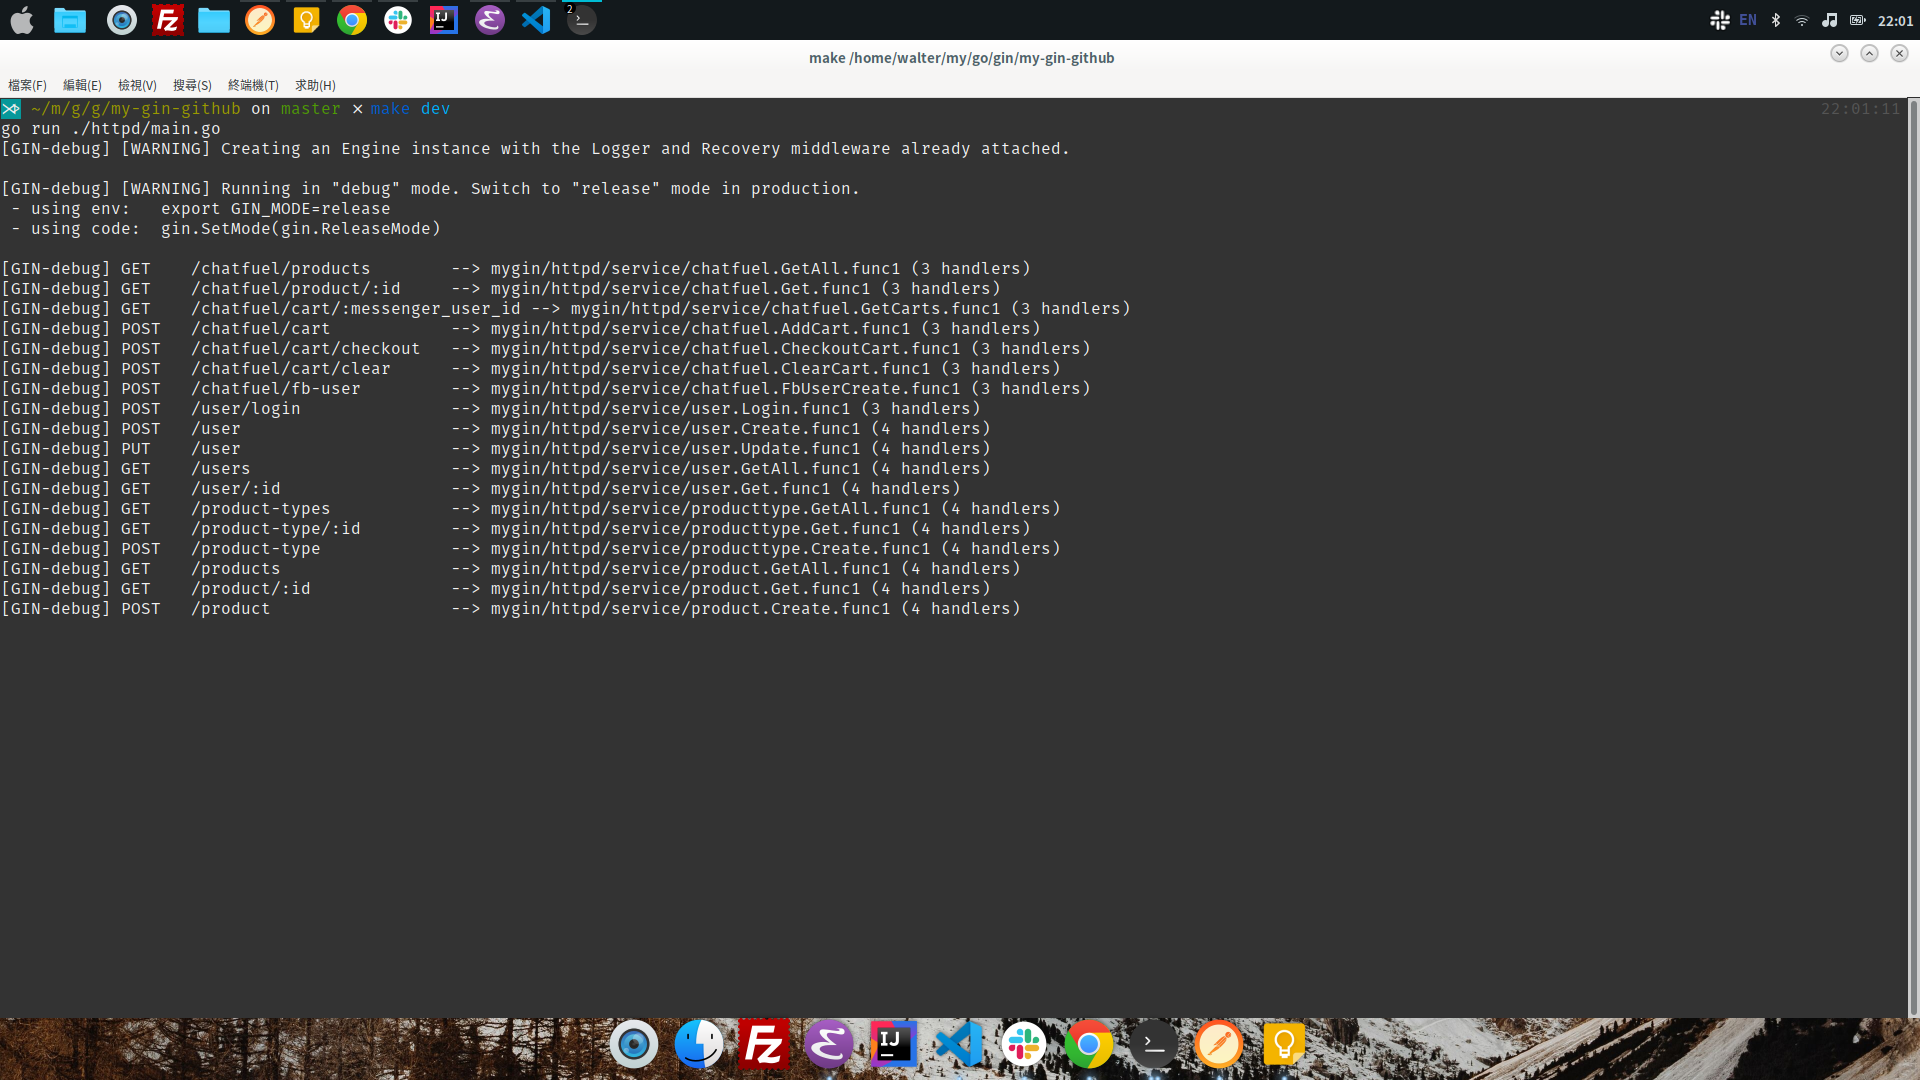 2
EN
22:01
make /home/walter/my/go/gin/my-gin-github
檔案(F) 編輯(E) 檢視(V) 搜尋(S) 終端機(T) 求助(H)
~/m/g/g/my-gin-github on master × make dev 22:01:11
go run ./httpd/main.go
[GIN-debug] [WARNING] Creating an Engine instance with the Logger and Recovery middleware already attached.
[GIN-debug] [WARNING] Running in "debug" mode. Switch to "release" mode in production.
- using env: export GIN_MODE=release
- using code: gin.SetMode(gin.ReleaseMode)
[GIN-debug] GET /chatfuel/products --> mygin/httpd/service/chatfuel.GetAll.func1 (3 handlers)
[GIN-debug] GET /chatfuel/product/:id --> mygin/httpd/service/chatfuel.Get.func1 (3 handlers)
[GIN-debug] GET /chatfuel/cart/:messenger_user_id --> mygin/httpd/service/chatfuel.GetCarts.func1 (3 handlers)
[GIN-debug] POST /chatfuel/cart --> mygin/httpd/service/chatfuel.AddCart.func1 (3 handlers)
[GIN-debug] POST /chatfuel/cart/checkout --> mygin/httpd/service/chatfuel.CheckoutCart.func1 (3 handlers)
[GIN-debug] POST /chatfuel/cart/clear --> mygin/httpd/service/chatfuel.ClearCart.func1 (3 handlers)
[GIN-debug] POST /chatfuel/fb-user --> mygin/httpd/service/chatfuel.FbUserCreate.func1 (3 handlers)
[GIN-debug] POST /user/login --> mygin/httpd/service/user.Login.func1 (3 handlers)
[GIN-debug] POST /user --> mygin/httpd/service/user.Create.func1 (4 handlers)
[GIN-debug] PUT /user --> mygin/httpd/service/user.Update.func1 (4 handlers)
[GIN-debug] GET /users --> mygin/httpd/service/user.GetAll.func1 (4 handlers)
[GIN-debug] GET /user/:id --> mygin/httpd/service/user.Get.func1 (4 handlers)
[GIN-debug] GET /product-types --> mygin/httpd/service/producttype.GetAll.func1 (4 handlers)
[GIN-debug] GET /product-type/:id --> mygin/httpd/service/producttype.Get.func1 (4 handlers)
[GIN-debug] POST /product-type --> mygin/httpd/service/producttype.Create.func1 (4 handlers)
[GIN-debug] GET /products --> mygin/httpd/service/product.GetAll.func1 (4 handlers)
[GIN-debug] GET /product/:id --> mygin/httpd/service/product.Get.func1 (4 handlers)
[GIN-debug] POST /product --> mygin/httpd/service/product.Create.func1 (4 handlers)